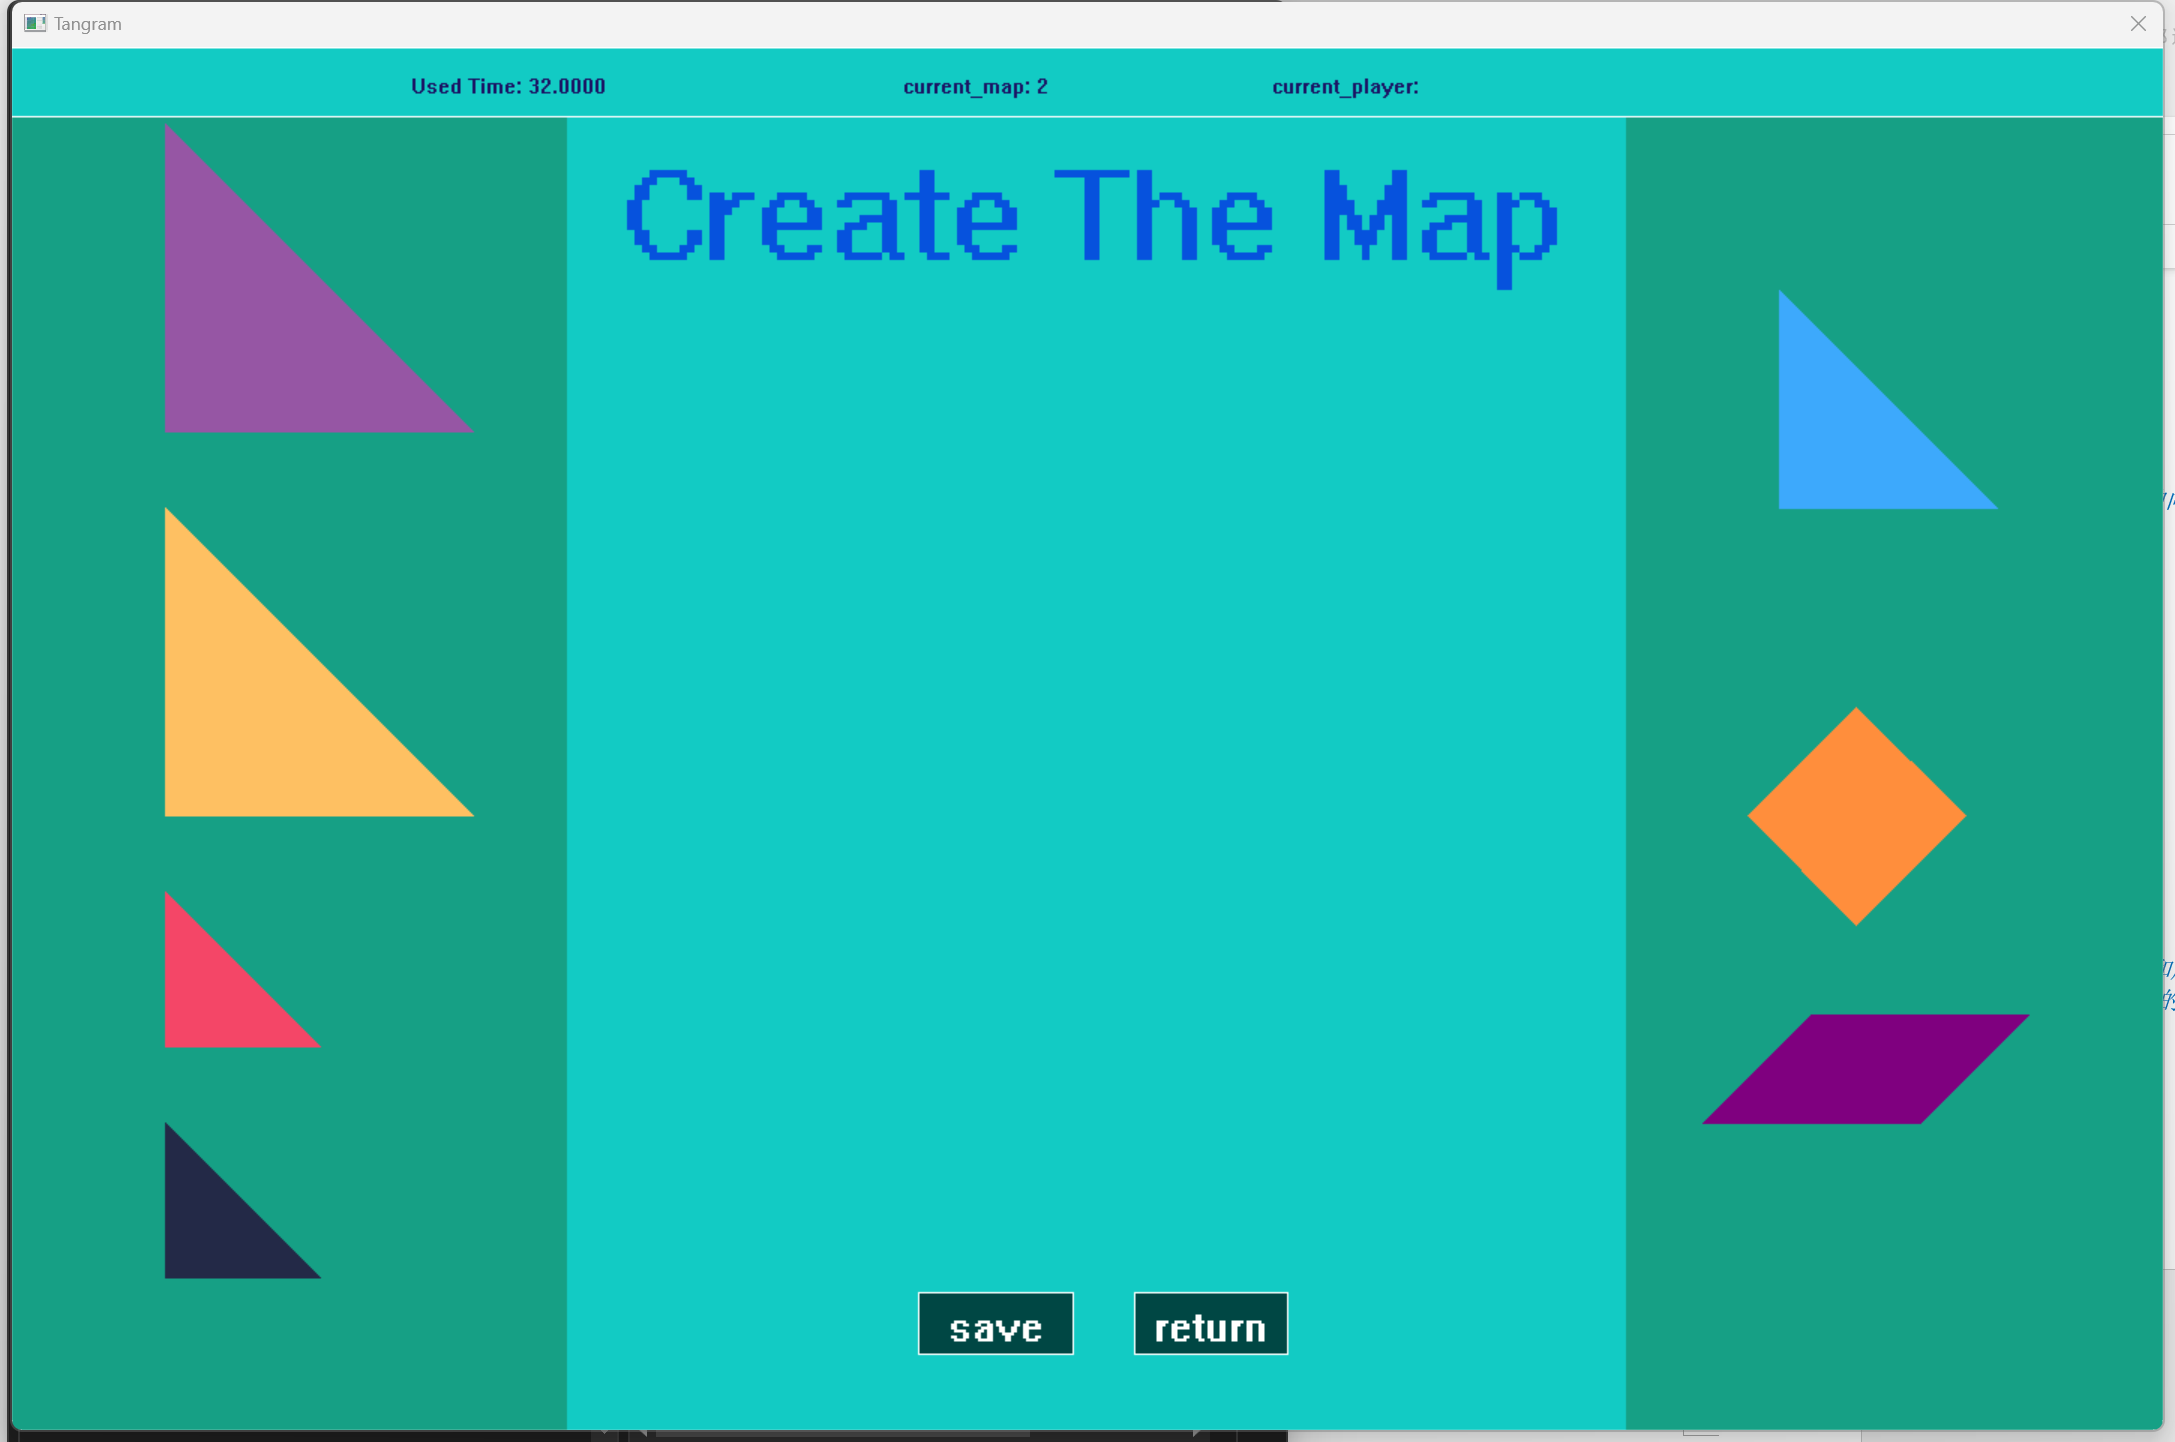 Tangram
Used Time: 32.0000
current_map: 2
current_player:
Create The Map
save
return